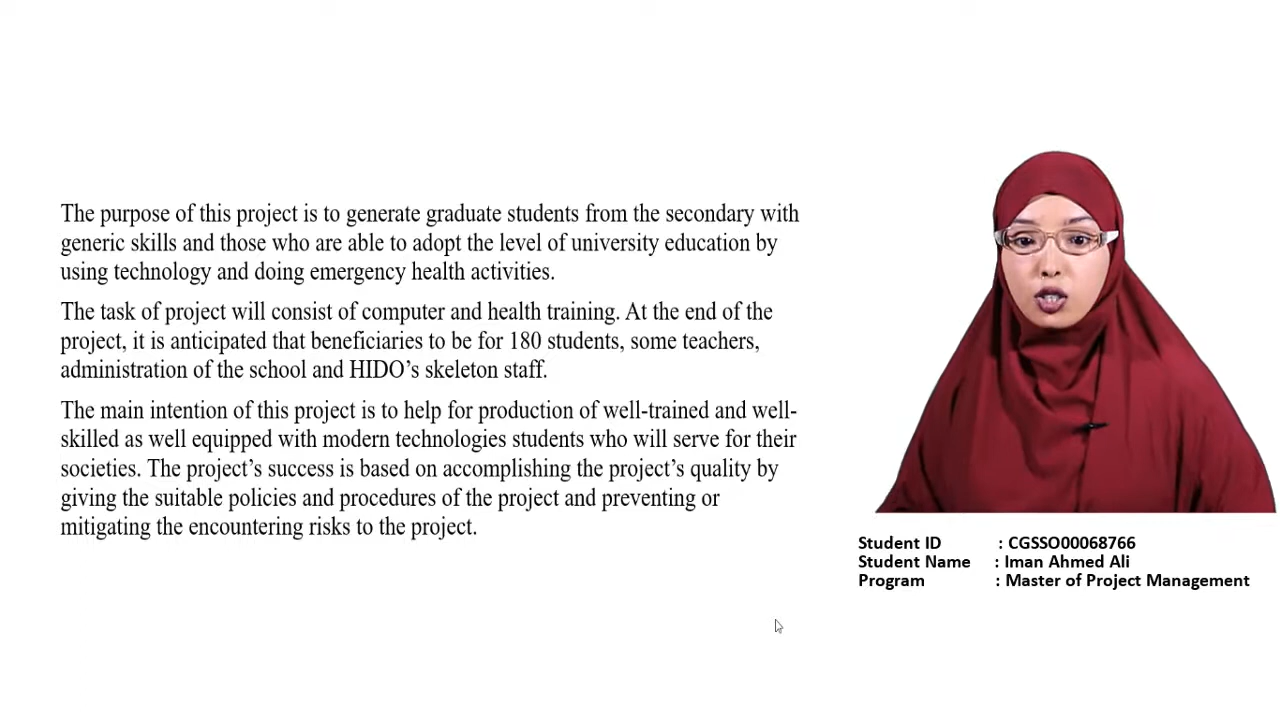 The purpose of this project is to generate graduate students from the secondary with
generic skills and those who are able to adopt the level of university education by
using technology and doing emergency health activities.
The task of project will consist of computer and health training. At the end of the
project, it is anticipated that beneficiaries to be for 180 students, some teachers,
administration of the school and HIDO’s skeleton staff.
The main intention of this project is to help for production of well-trained and well-
skilled as well equipped with modern technologies students who will serve for their
societies. The project’s success is based on accomplishing the project’s quality by
giving the suitable policies and procedures of the project and preventing or
mitigating the encountering risks to the project.
Student ID : CGSSO00068766
Student Name : Iman Ahmed Ali
Program : Master of Project Management